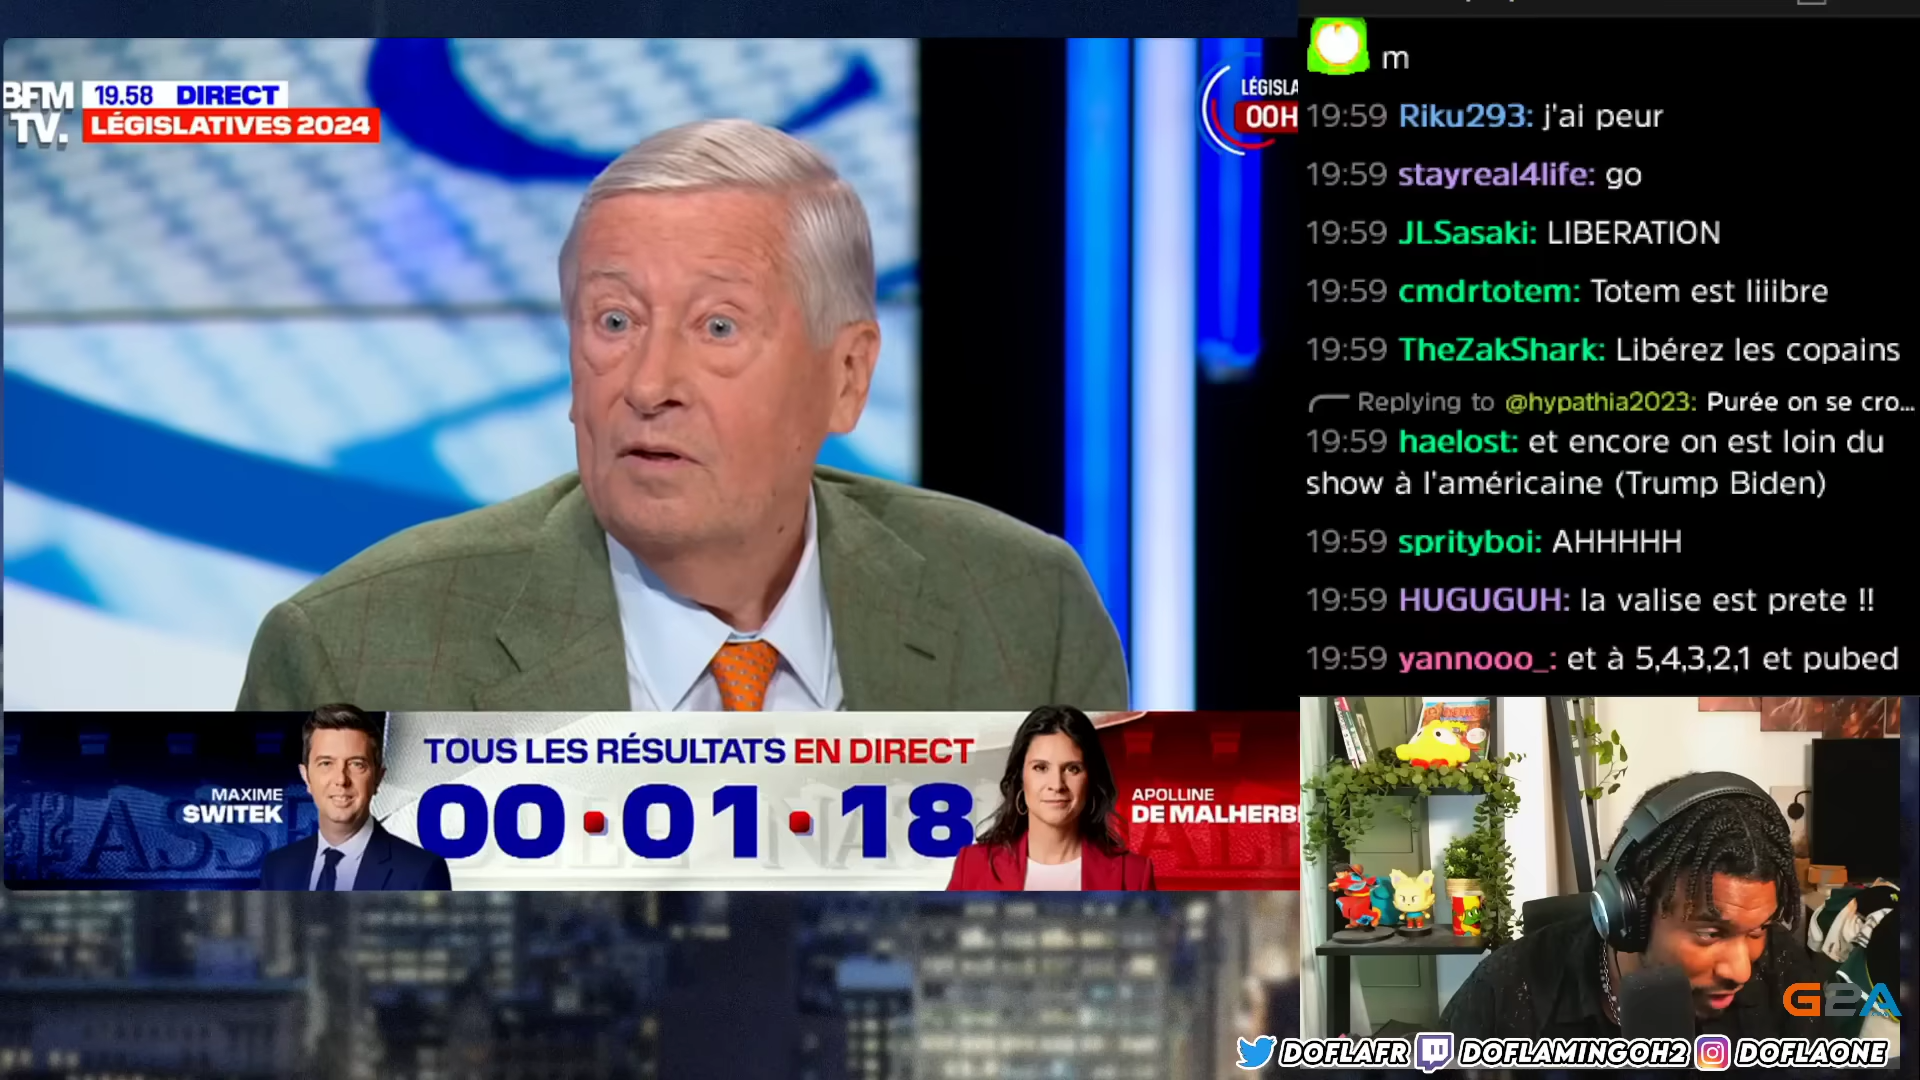 BFM
TV.
19.58 DIRECT
LÉGISLATIVES 2024
LÉGISLA
00H
m
19:59 Riku293: j'ai peur
19:59 stayreal4life: go
19:59 JLSasaki: LIBERATION
19:59 cmdrtotem: Totem est liiibre
19:59 TheZakShark: Libérez les copains
Replying to @hypathia2023: Purée on se cro...
19:59 haelost: et encore on est loin du
show à l'américaine (Trump Biden)
19:59 sprityboi: AHHHHH
19:59 HUGUGUH: la valise est prete !!
19:59 yannooo_: et à 5,4,3,2,1 et pubed
MAXIME
SWITEK
TOUS LES RÉSULTATS EN DIRECT
00 01 18
APOLLINE
DE MALHERB
G2A
DOFLAFR DOFLAMINGOH2 DOFLAONE